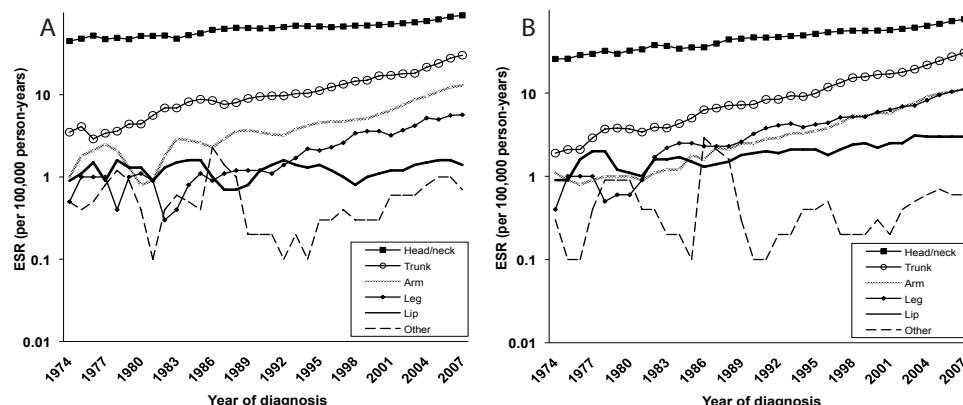 A
ESR (per 100,000 person-years)
10
1
0.1
0.01
Head/neck
Trunk
Arm
Leg
Lip
Other
1974 1977 1980 1983 1986 1989 1992 1995 1998 2001 2004 2007
Year of diagnosis
B
ESR (per 100,000 person-years)
10
1
0.1
0.01
Head/neck
Trunk
Arm
Leg
Lip
Other
1974 1977 1980 1983 1986 1989 1992 1995 1998 2001 2004 2007
Year of diagnosis